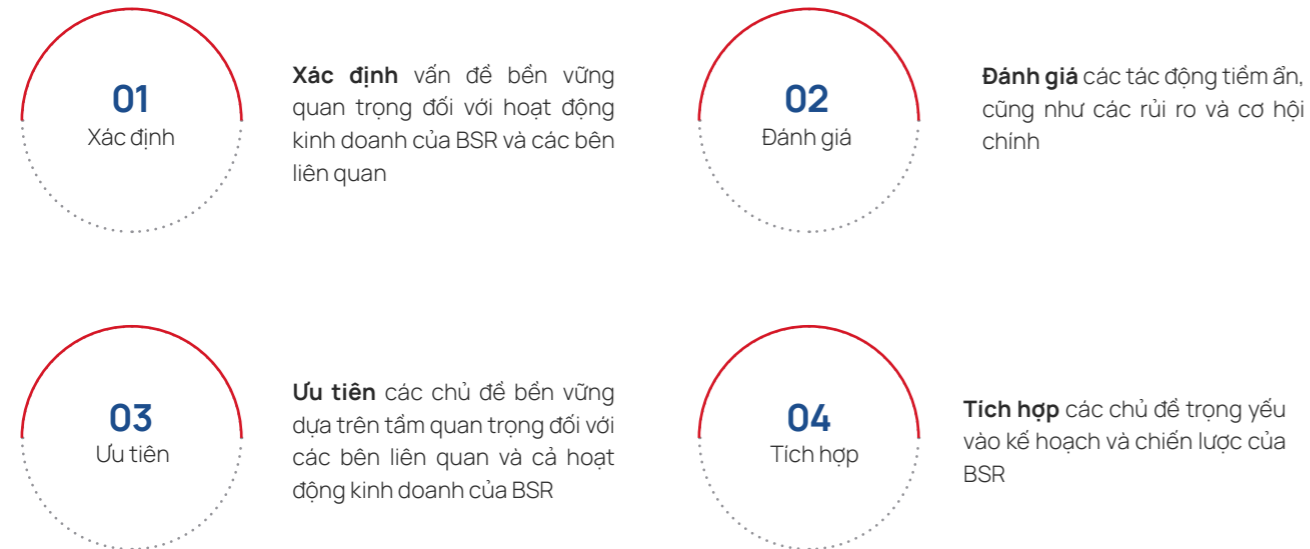 01
Xác định
Xác định vấn đề bền vững
quan trọng đối với hoạt động
kinh doanh của BSR và các bên
liên quan
02
Đánh giá
Đánh giá các tác động tiềm ẩn,
cũng như các rủi ro và cơ hội
chính
03
Ưu tiên
Ưu tiên các chủ đề bền vững
dựa trên tầm quan trọng đối với
các bên liên quan và cả hoạt
động kinh doanh của BSR
04
Tích hợp
Tích hợp các chủ đề trọng yếu
vào kế hoạch và chiến lược của
BSR